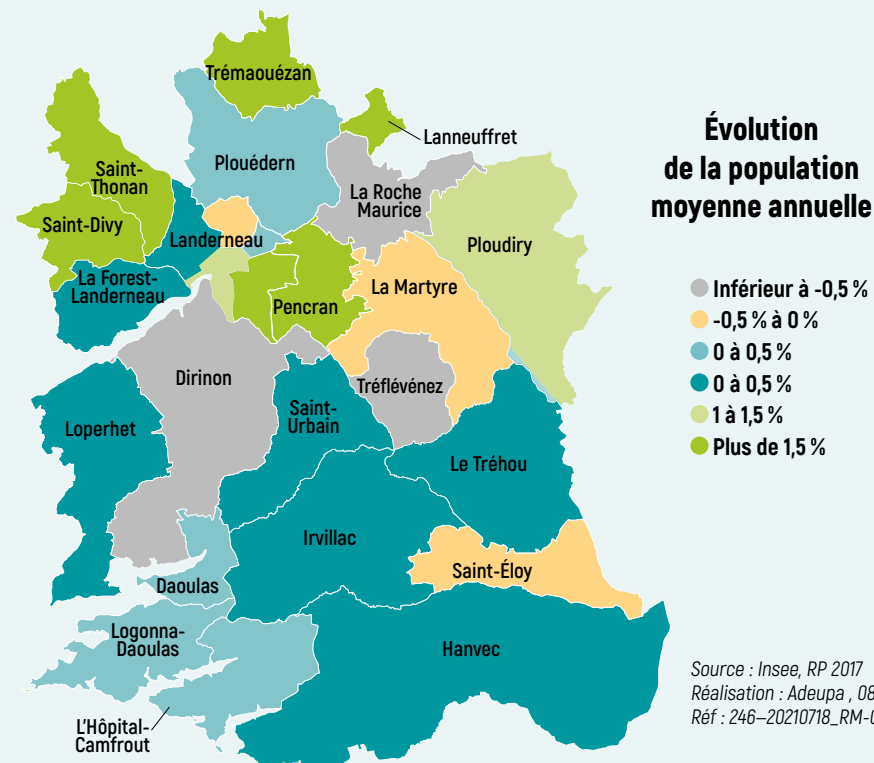 Trémaouézan
Lanneuffret
Plouédern
Saint-
Thonan
La Roche
Maurice
Saint-Divy
Landerneau
Ploudiry
La Forest-
Landerneau
La Martyre
Pencran
Dirinon
Tréflévénez
Saint-
Urbain
Loperhet
Le Tréhou
Irvillac
Saint-Éloy
Daoulas
Logonna-
Daoulas
Hanvec
L'Hôpital-
Camfrout
Évolution
de la population
moyenne annuelle
Inférieur à -0,5 %
-0,5 % à 0 %
0 à 0,5 %
0 à 0,5 %
1 à 1,5 %
Plus de 1,5 %
Source : Insee, RP 2017
Réalisation : Adeupa , 08
Réf : 246–20210718_RM-